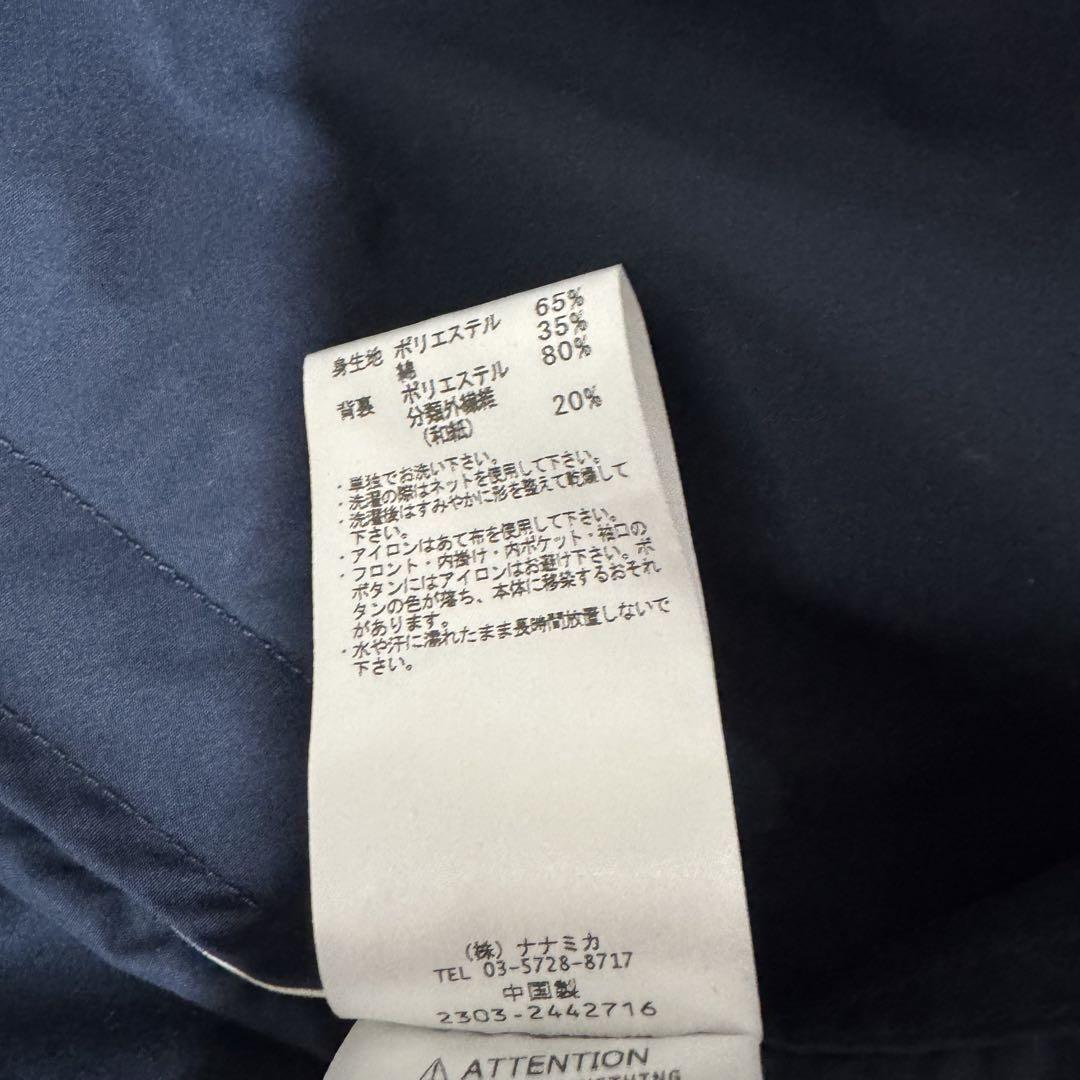 身生地 ポリエステル 65%
綿 35%
背裏 ポリエステル 80%
分類外繊維 20%
(和紙)
・単独でお洗い下さい。
・洗濯の際はネットを使用して下さい。
・洗濯後はすみやかに形を整えて乾燥して
下さい。
・アイロンはあて布を使用して下さい。
・フロント・内掛け・内ポケット・袖口の
ボタンにはアイロンはお避け下さい。ボ
タンの色が落ち、本体に移染するおそれ
があります。
・水や汗に濡れたまま長時間放置しないで
下さい。
(株) ナナミカ
TEL 03-5728-8717
中国製
2303-2442716
ATTENTION